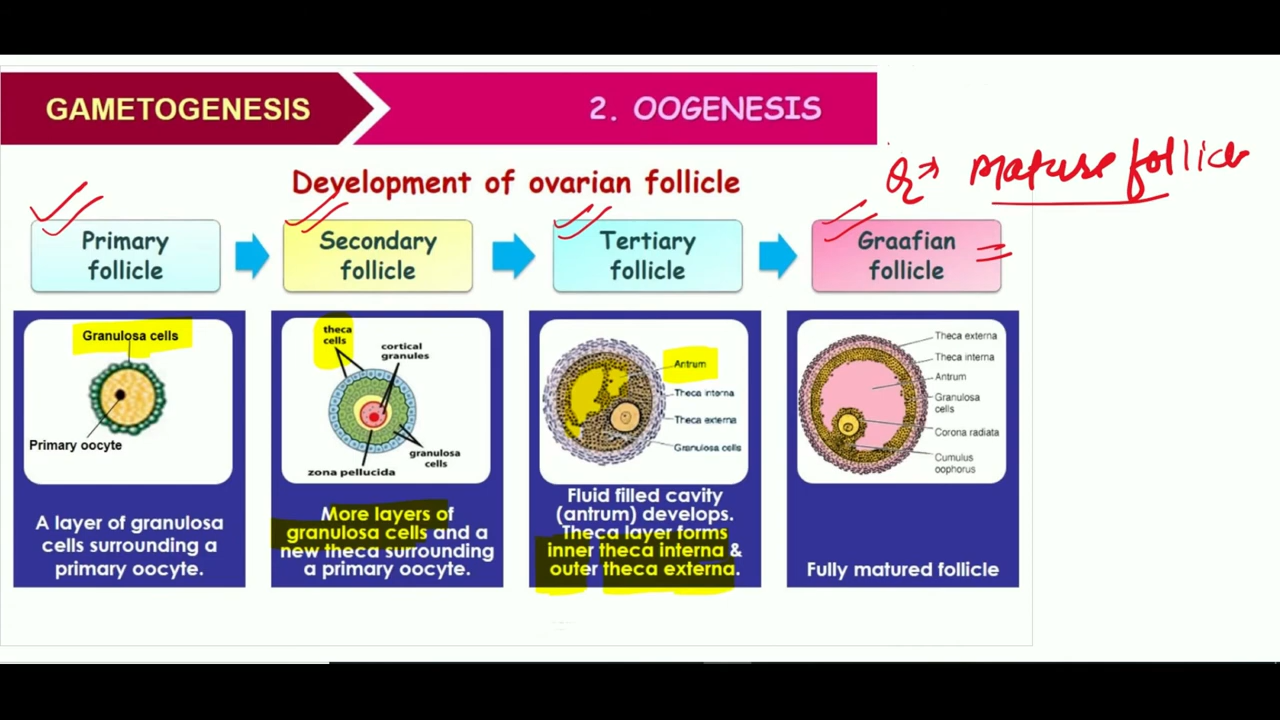 GAMETOGENESIS
2. OOGENESIS
Development of ovarian follicle
Mature follicle
Primary
follicle
Secondary
follicle
Tertiary
follicle
Graafian
follicle
Granulosa cells
Primary oocyte
A layer of granulosa
cells surrounding a
primary oocyte.
theca
cells
cortical
granules
granulosa
cells
zona pellucida
More layers of
granulosa cells and a
new theca surrounding
a primary oocyte.
Antrum
Theca interna
Theca externa
Granulosa cells
Fluid filled cavity
(antrum) develops.
Theca layer forms
inner theca interna &
outer theca externa.
Theca externa
Theca interna
Antrum
Granulosa
cells
Corona radiata
Cumulus
oophorus
Fully matured follicle